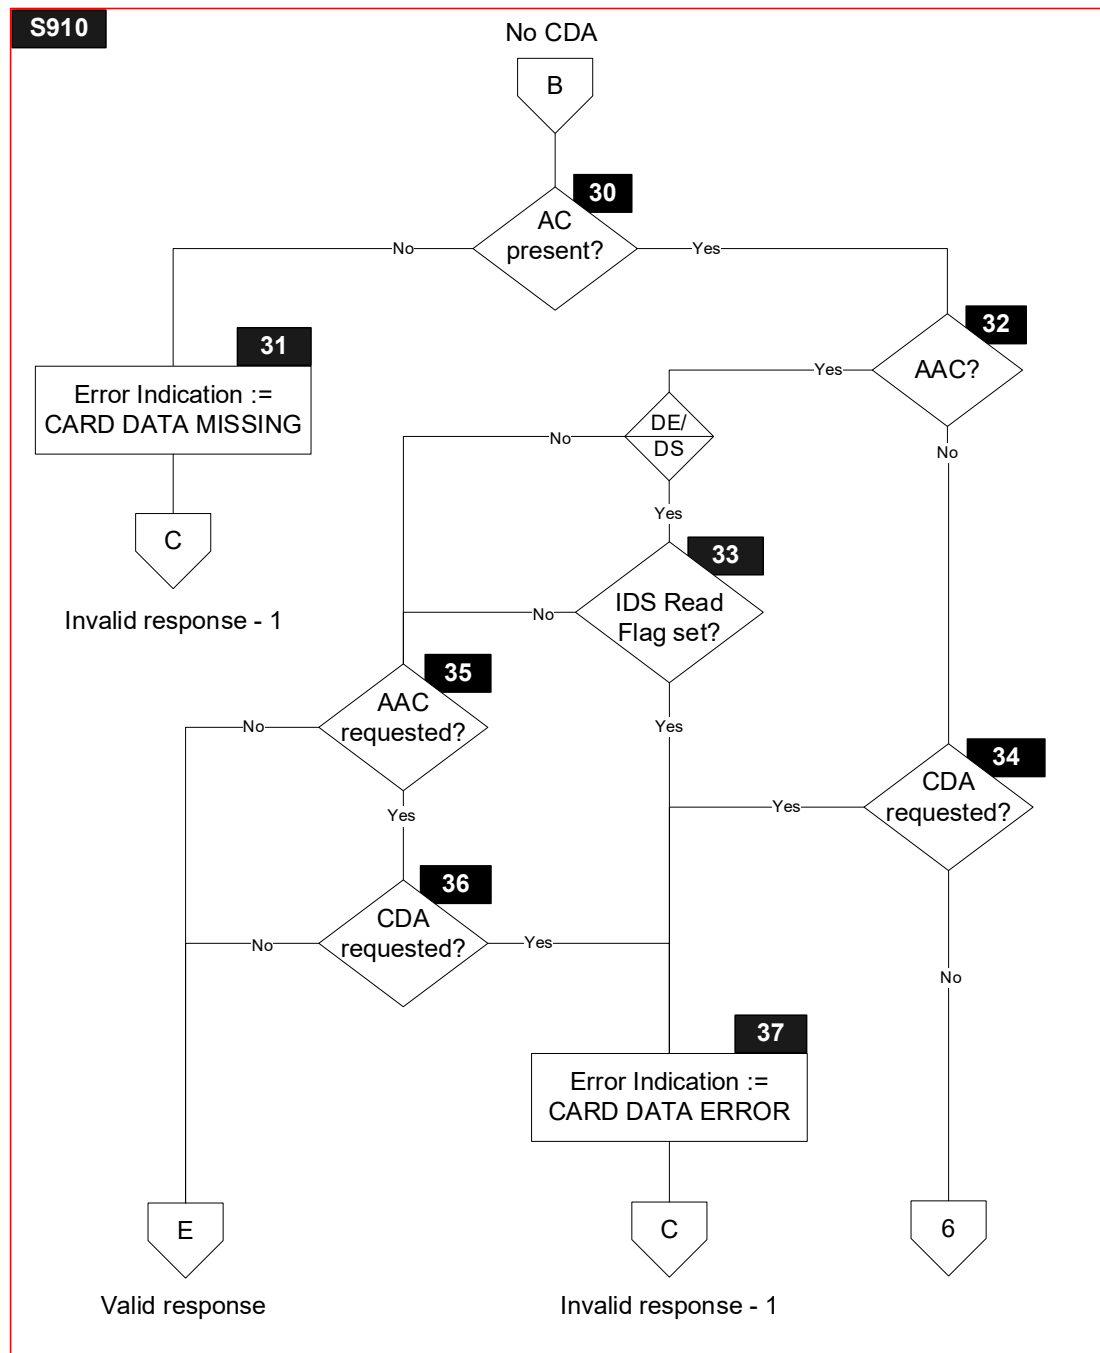 S910
No CDA
B
30
AC
present?
No
Yes
31
32
Error Indication :=
CARD DATA MISSING
Yes
AAC?
DE/
DS
No
No
C
Yes
33
Invalid response - 1
No
IDS Read
Flag set?
35
AAC
requested?
No
Yes
34
CDA
requested?
Yes
Yes
36
CDA
requested?
No
Yes
No
37
Error Indication :=
CARD DATA ERROR
E
C
6
Valid response
Invalid response - 1